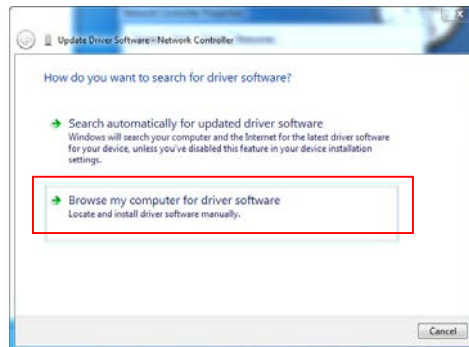 Update Driver Software - Network Controller
How do you want to search for driver software?
Search automatically for updated driver software
Windows will search your computer and the Internet for the latest driver software
for your device, unless you've disabled this feature in your device installation
settings.
Browse my computer for driver software
Locate and install driver software manually.
Cancel